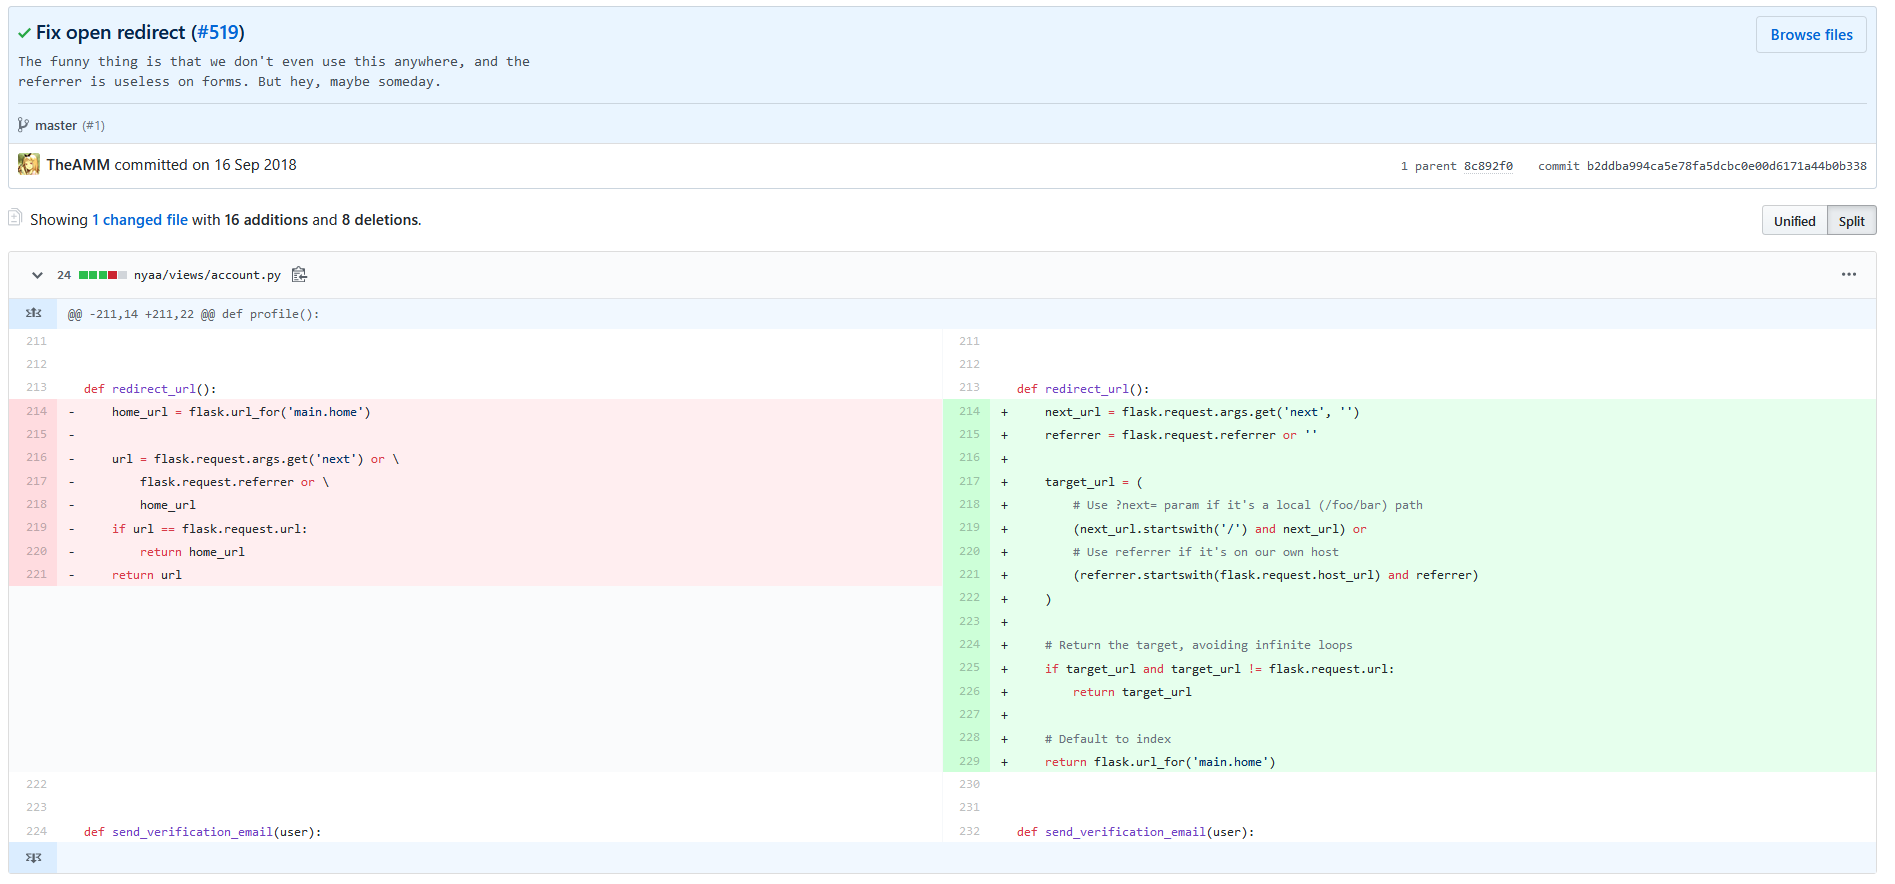 Fix open redirect (#519)
Browse files
The funny thing is that we don't even use this anywhere, and the
referrer is useless on forms. But hey, maybe someday.
master (#1)
TheAMM committed on 16 Sep 2018
1 parent 8c892f0 commit b2ddba994ca5e78fa5dcbc0e00d6171a44b0b338
Showing 1 changed file with 16 additions and 8 deletions.
Unified Split
24 nyaa/views/account.py
@@ -211,14 +211,22 @@ def profile():
211
212
213 def redirect_url():
214 - home_url = flask.url_for('main.home')
215 -
216 - url = flask.request.args.get('next') or \
217 - flask.request.referrer or \
218 - home_url
219 - if url == flask.request.url:
220 - return home_url
221 - return url
222
223
224 def send_verification_email(user):
211
212
213 def redirect_url():
214 + next_url = flask.request.args.get('next', '')
215 + referrer = flask.request.referrer or ''
216 +
217 + target_url = (
218 + # Use ?next= param if it's a local (/foo/bar) path
219 + (next_url.startswith('/') and next_url) or
220 + # Use referrer if it's on our own host
221 + (referrer.startswith(flask.request.host_url) and referrer)
222 + )
223 +
224 + # Return the target, avoiding infinite loops
225 + if target_url and target_url != flask.request.url:
226 + return target_url
227 +
228 + # Default to index
229 + return flask.url_for('main.home')
230
231
232 def send_verification_email(user):